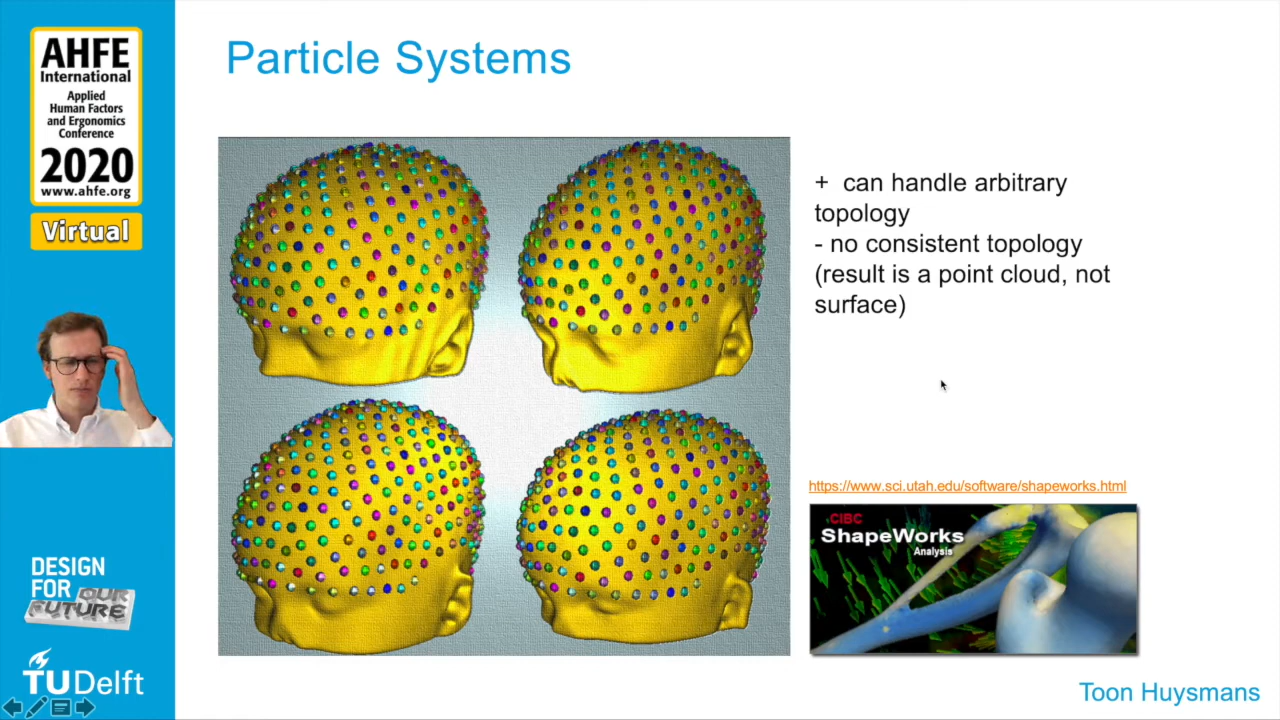 AHFE
International
Applied
Human Factors
and Ergonomics
Conference
2020
www.ahfe.org
Virtual
DESIGN
FOR
OUR
FUTURE
TUDelft
Particle Systems
+ can handle arbitrary
topology
- no consistent topology
(result is a point cloud, not
surface)
https://www.sci.utah.edu/software/shapeworks.html
CIBC
ShapeWorks
Analysis
Toon Huysmans